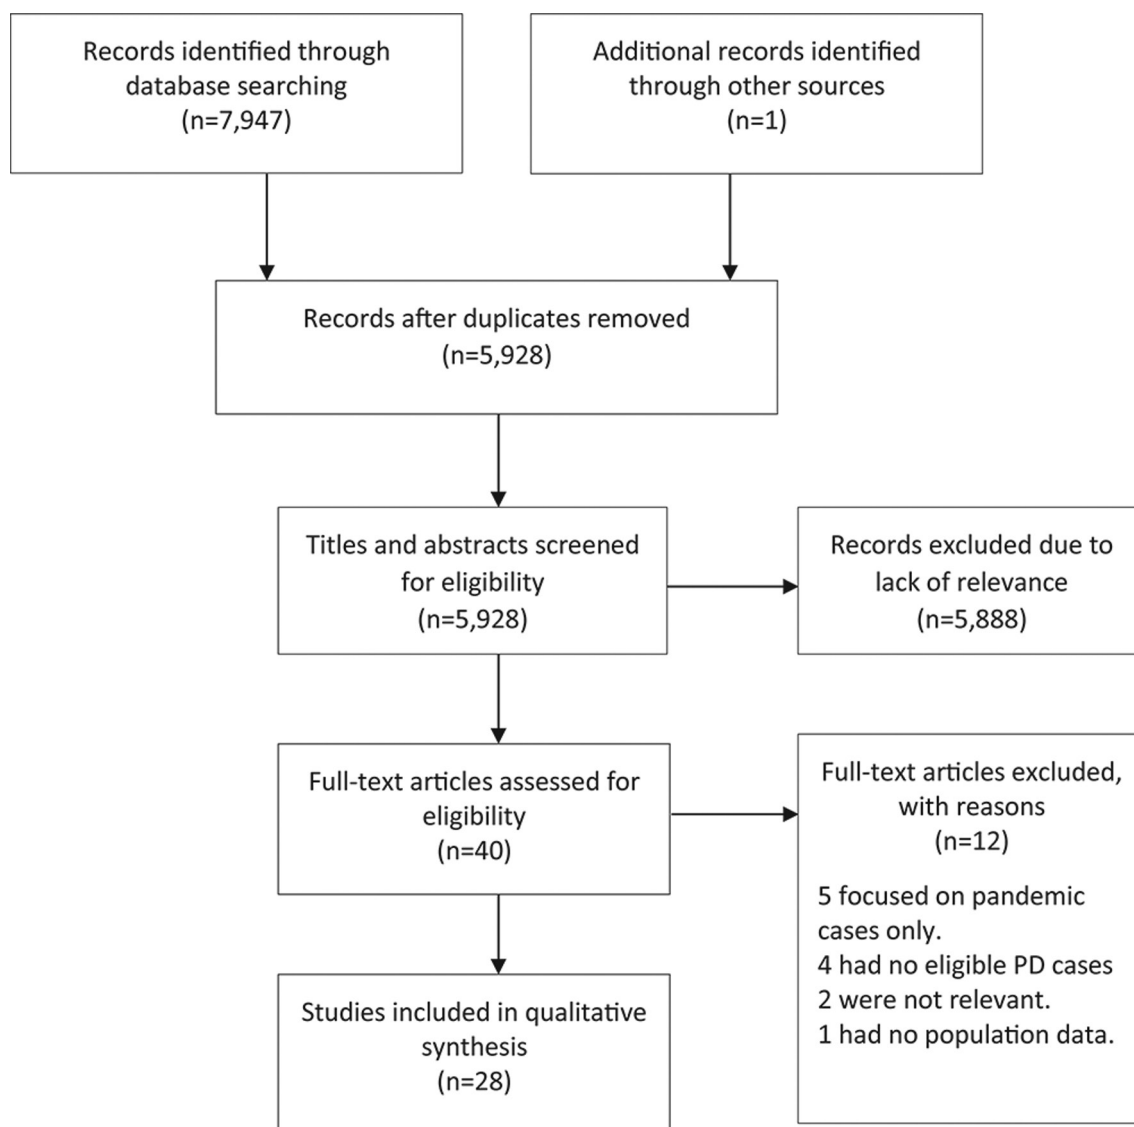 Records identified through
database searching
(n=7,947)
Additional records identified
through other sources
(n=1)
Records after duplicates removed
(n=5,928)
Titles and abstracts screened
for eligibility
(n=5,928)
Records excluded due to
lack of relevance
(n=5,888)
Full-text articles assessed for
eligibility
(n=40)
Full-text articles excluded,
with reasons
(n=12)
5 focused on pandemic
cases only.
4 had no eligible PD cases
2 were not relevant.
1 had no population data.
Studies included in qualitative
synthesis
(n=28)